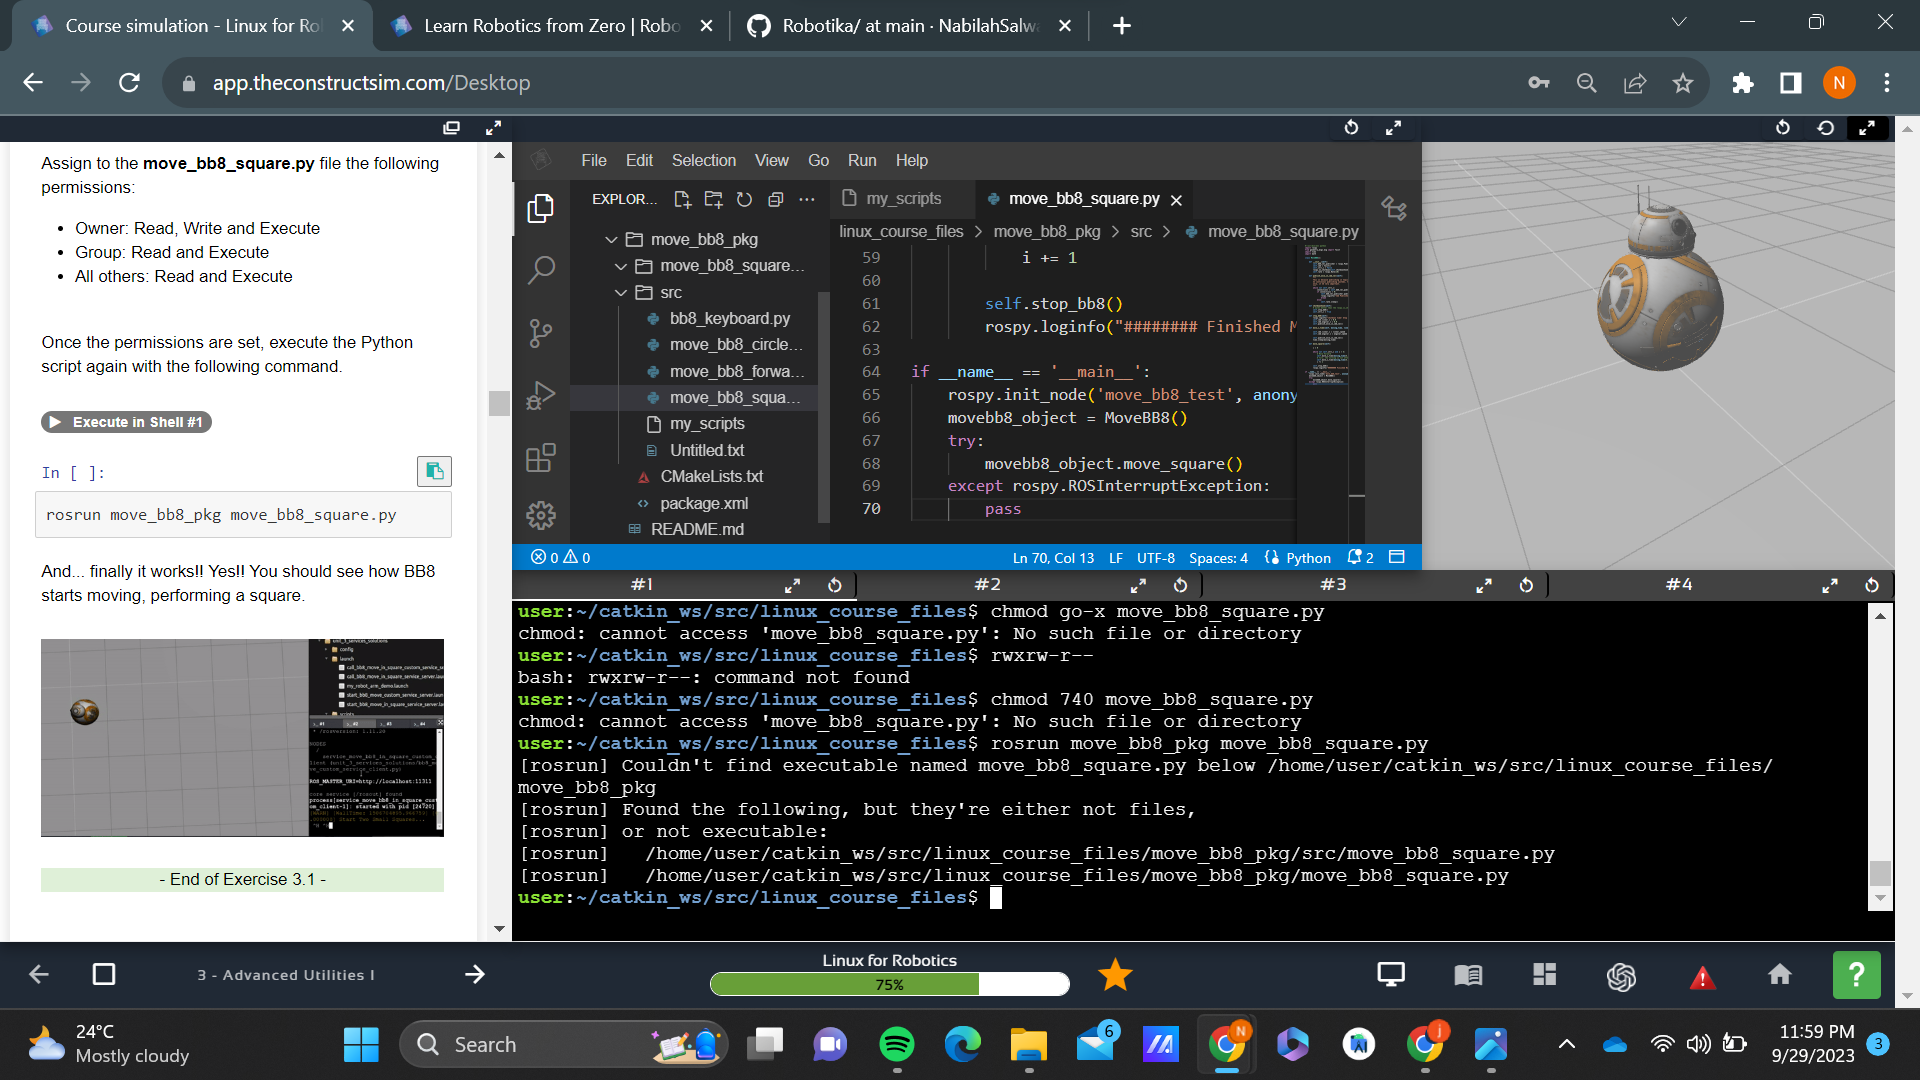 Course simulation - Linux for Ro
Learn Robotics from Zero | Robo
Robotika/ at main · NabilahSalw
app.theconstructsim.com/Desktop
N
Assign to the move_bb8_square.py file the following
permissions:
Owner: Read, Write and Execute
Group: Read and Execute
All others: Read and Execute
Once the permissions are set, execute the Python
script again with the following command.
Execute in Shell #1
In [ ]:
rosrun move_bb8_pkg move_bb8_square.py
And... finally it works!! Yes!! You should see how BB8
starts moving, performing a square.
- End of Exercise 3.1 -
File Edit Selection View Go Run Help
EXPLOR...
move_bb8_pkg
move_bb8_square...
src
bb8_keyboard.py
move_bb8_circle...
move_bb8_forwa...
move_bb8_squa...
my_scripts
Untitled.txt
CMakeLists.txt
package.xml
README.md
my_scripts
move_bb8_square.py
linux_course_files > move_bb8_pkg > src > move_bb8_square.py
59 i += 1
60
61 self.stop_bb8()
62 rospy.loginfo("######## Finished M
63
64 if __name__ == '__main__':
65 rospy.init_node('move_bb8_test', anony
66 movebb8_object = MoveBB8()
67 try:
68 movebb8_object.move_square()
69 except rospy.ROSInterruptException:
70 pass
0 0
Ln 70, Col 13 LF UTF-8 Spaces: 4 Python 2
#1 #2 #3 #4
user:~/catkin_ws/src/linux_course_files$ chmod go-x move_bb8_square.py
chmod: cannot access 'move_bb8_square.py': No such file or directory
user:~/catkin_ws/src/linux_course_files$ rwxrw-r--
bash: rwxrw-r--: command not found
user:~/catkin_ws/src/linux_course_files$ chmod 740 move_bb8_square.py
chmod: cannot access 'move_bb8_square.py': No such file or directory
user:~/catkin_ws/src/linux_course_files$ rosrun move_bb8_pkg move_bb8_square.py
[rosrun] Couldn't find executable named move_bb8_square.py below /home/user/catkin_ws/src/linux_course_files/
move_bb8_pkg
[rosrun] Found the following, but they're either not files,
[rosrun] or not executable:
[rosrun] /home/user/catkin_ws/src/linux_course_files/move_bb8_pkg/src/move_bb8_square.py
[rosrun] /home/user/catkin_ws/src/linux_course_files/move_bb8_pkg/move_bb8_square.py
user:~/catkin_ws/src/linux_course_files$
3 - Advanced Utilities I
Linux for Robotics
75%
?
24°C
Mostly cloudy
Search
6
N
j
11:59 PM
9/29/2023
3